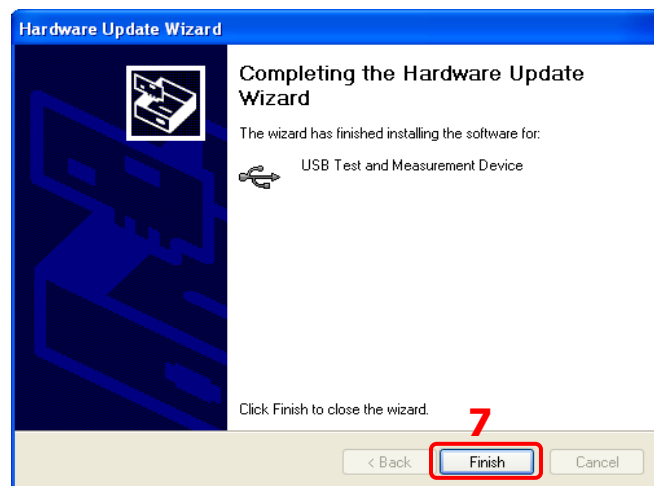 Hardware Update Wizard
Completing the Hardware Update
Wizard
The wizard has finished installing the software for:
USB Test and Measurement Device
Click Finish to close the wizard.
7
< Back
Finish
Cancel